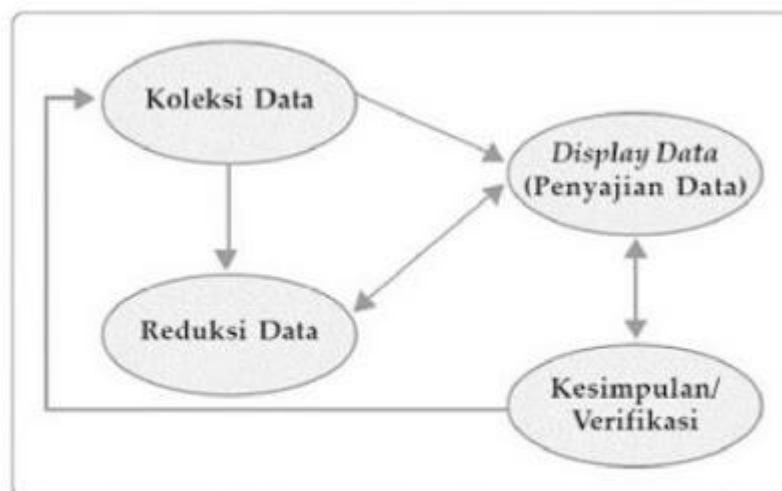 Koleksi Data
Display Data
(Penyajian Data)
Reduksi Data
Kesimpulan/
Verifikasi